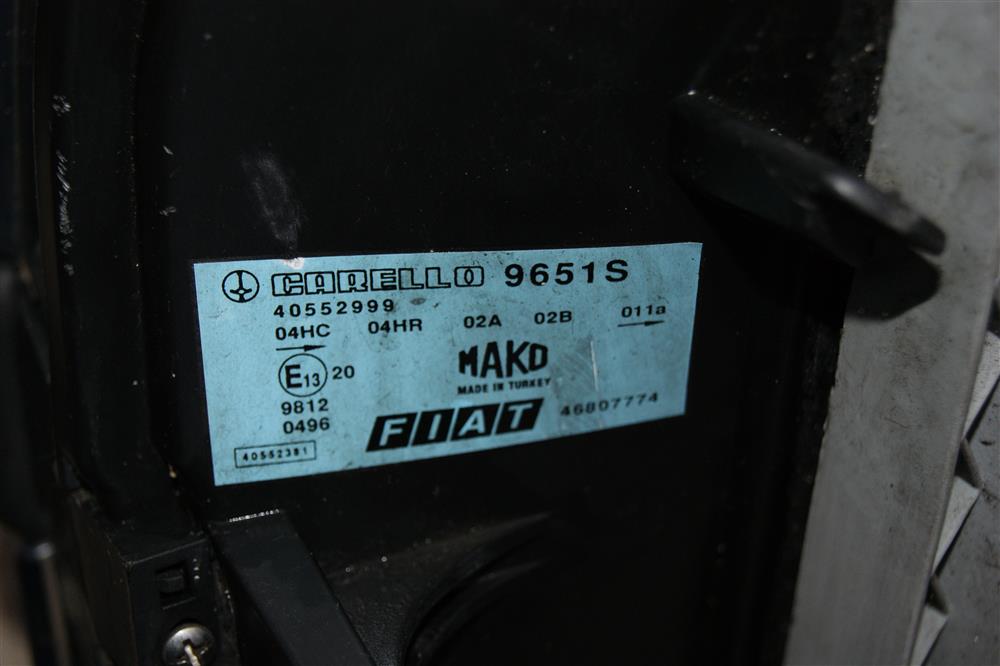 CARELLO 9651S
40552999
04HC 04HR 02A 02B 011a
E13 20
MAKO
MADE IN TURKEY
9812
0496
FIAT 46807774
40552381